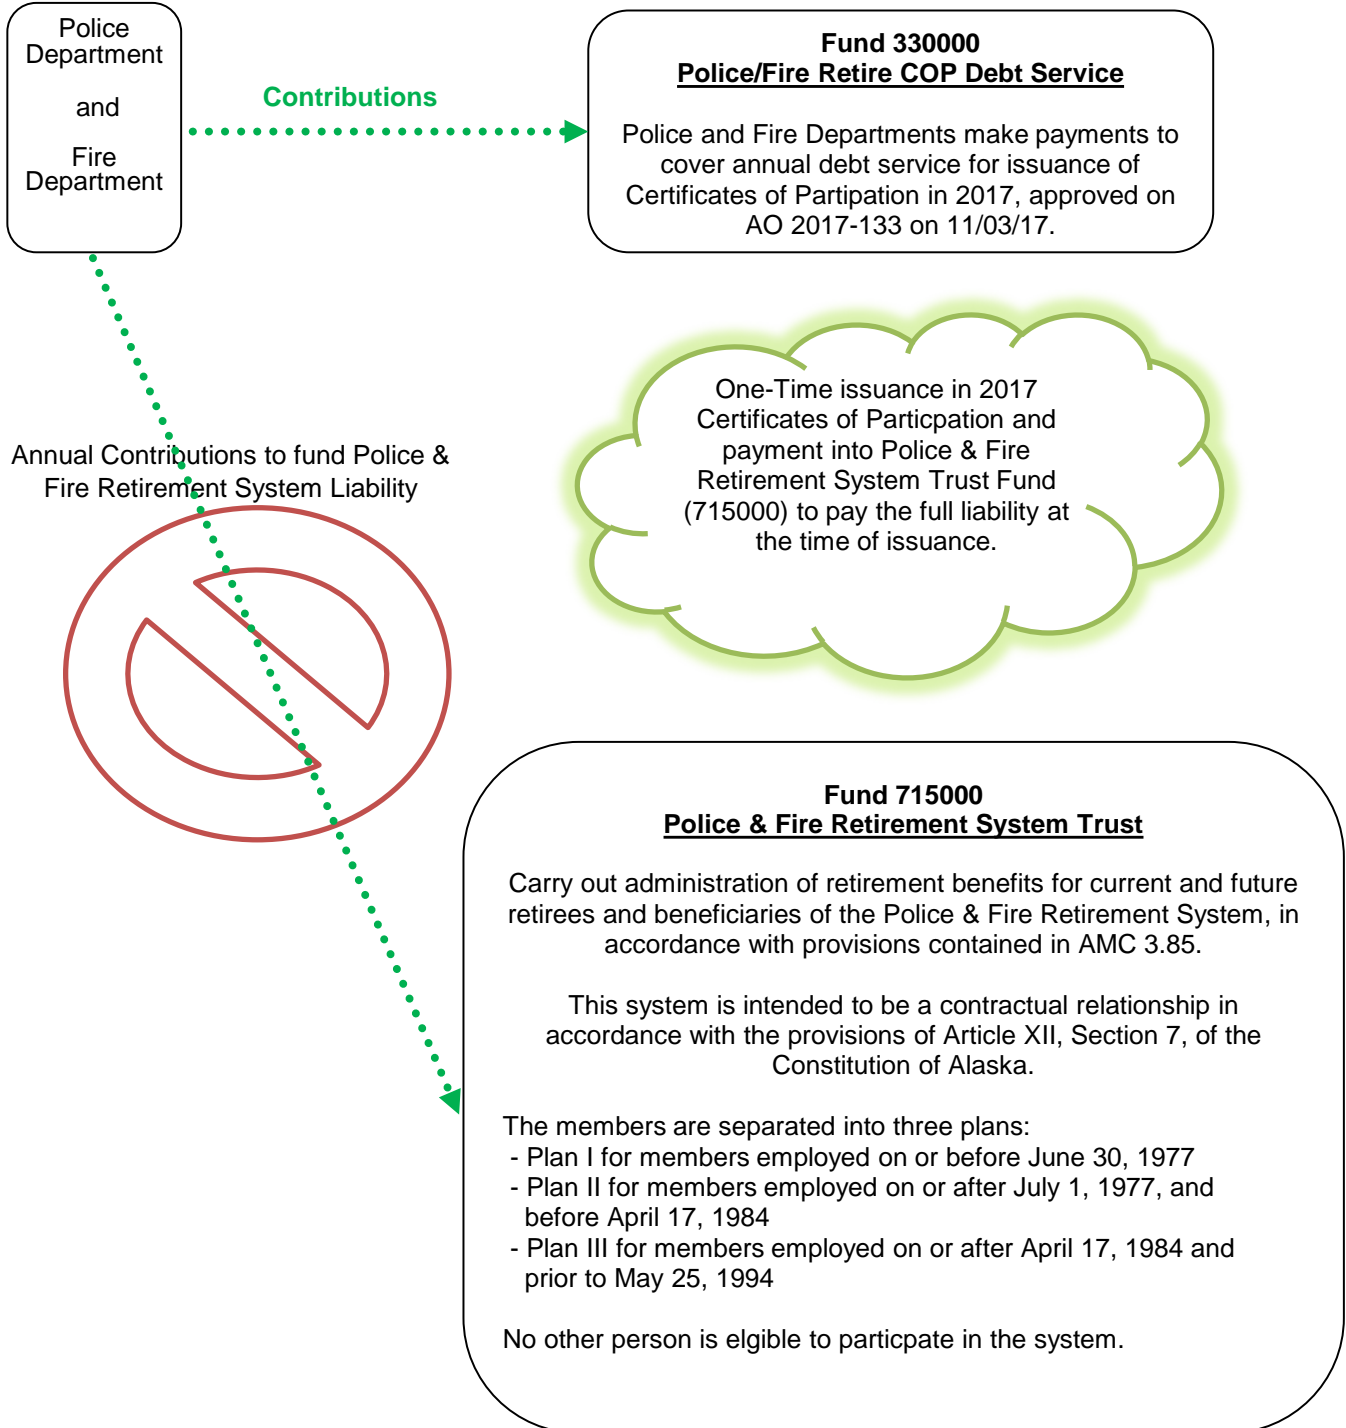 Police
Department
and
Fire
Department
Contributions
Fund 330000
Police/Fire Retire COP Debt Service
Police and Fire Departments make payments to
cover annual debt service for issuance of
Certificates of Partipation in 2017, approved on
AO 2017-133 on 11/03/17.
One-Time issuance in 2017
Certificates of Particpation and
payment into Police & Fire
Retirement System Trust Fund
(715000) to pay the full liability at
the time of issuance.
Annual Contributions to fund Police &
Fire Retirement System Liability
Fund 715000
Police & Fire Retirement System Trust
Carry out administration of retirement benefits for current and future
retirees and beneficiaries of the Police & Fire Retirement System, in
accordance with provisions contained in AMC 3.85.
This system is intended to be a contractual relationship in
accordance with the provisions of Article XII, Section 7, of the
Constitution of Alaska.
The members are separated into three plans:
- Plan I for members employed on or before June 30, 1977
- Plan II for members employed on or after July 1, 1977, and
before April 17, 1984
- Plan III for members employed on or after April 17, 1984 and
prior to May 25, 1994
No other person is elgible to particpate in the system.